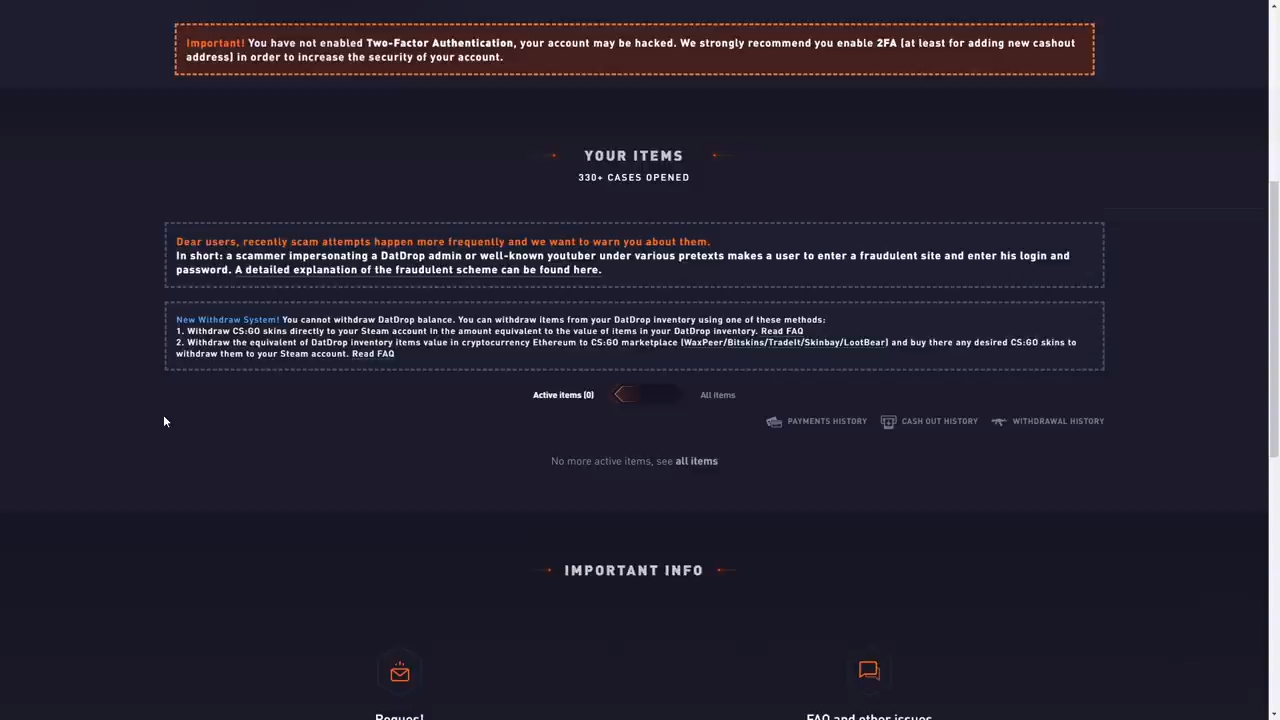 Important! You have not enabled Two-Factor Authentication, your account may be hacked. We strongly recommend you enable 2FA (at least for adding new cashout
address) in order to increase the security of your account.
YOUR ITEMS
330+ CASES OPENED
Dear users, recently scam attempts happen more frequently and we want to warn you about them.
In short: a scammer impersonating a DatDrop admin or well-known youtuber under various pretexts makes a user to enter a fraudulent site and enter his login and
password. A detailed explanation of the fraudulent scheme can be found here.
New Withdraw System! You cannot withdraw DatDrop balance. You can withdraw items from your DatDrop inventory using one of these methods:
1. Withdraw CS:GO skins directly to your Steam account in the amount equivalent to the value of items in your DatDrop inventory. Read FAQ
2. Withdraw the equivalent of DatDrop inventory items value in cryptocurrency Ethereum to CS:GO marketplace (WaxPeer/Bitskins/TradeIt/Skinbay/LootBear) and buy there any desired CS:GO skins to
withdraw them to your Steam account. Read FAQ
Active items (0) All items
PAYMENTS HISTORY CASH OUT HISTORY WITHDRAWAL HISTORY
No more active items, see all items
IMPORTANT INFO
FAQ and other issues